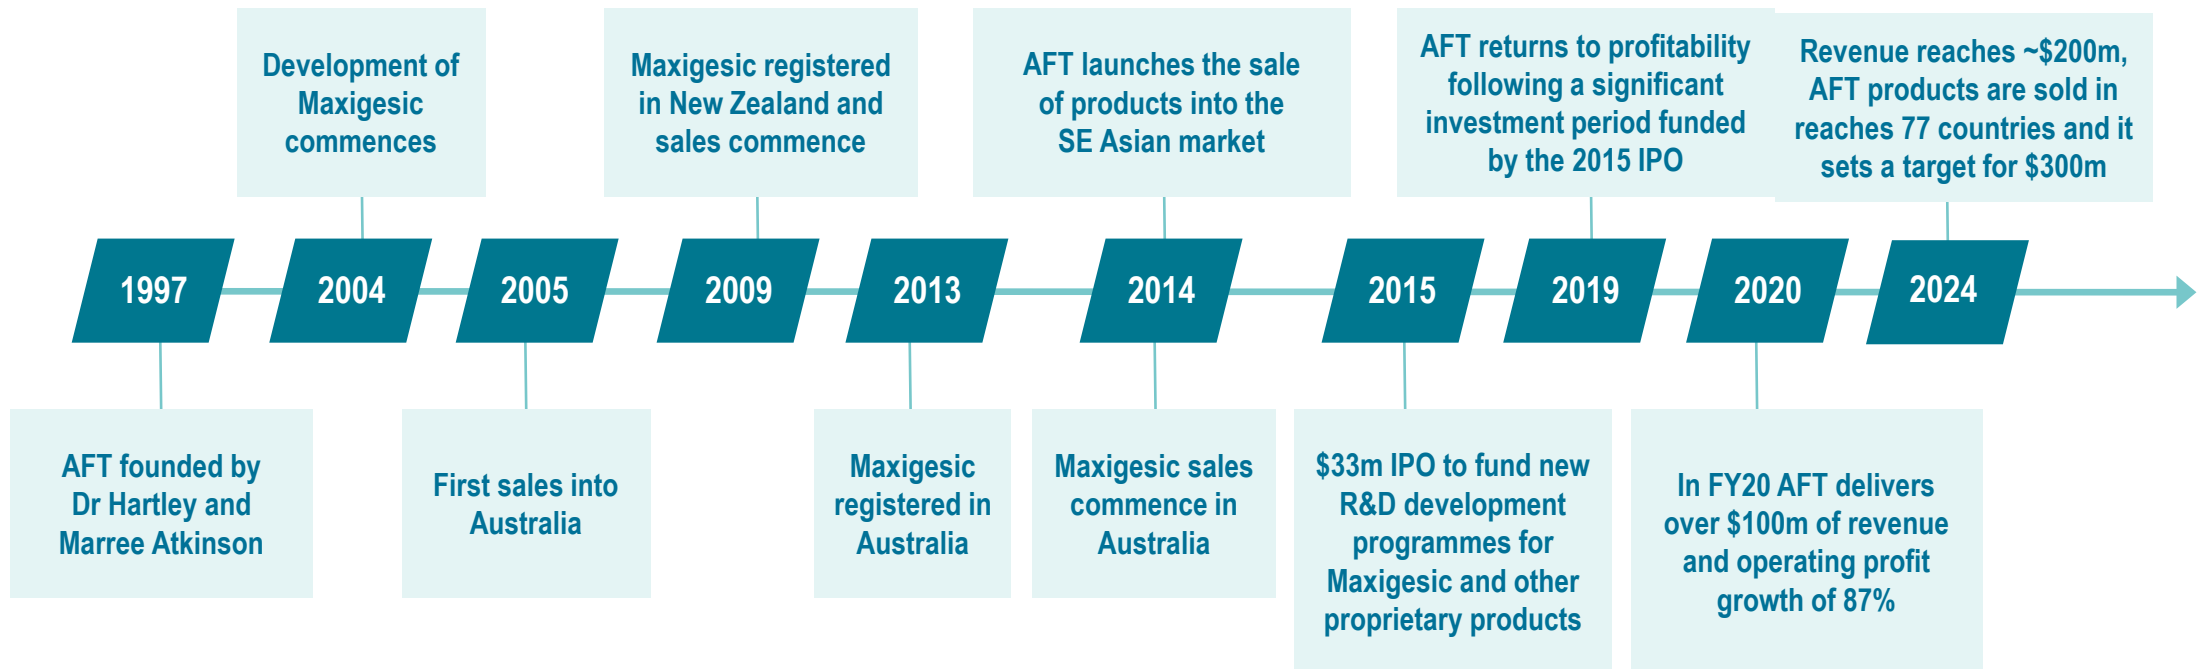 Development of
Maxigesic
commences
Maxigesic registered
in New Zealand and
sales commence
AFT launches the sale
of products into the
SE Asian market
AFT returns to profitability
following a significant
investment period funded
by the 2015 IPO
Revenue reaches ~$200m,
AFT products are sold in
reaches 77 countries and it
sets a target for $300m
1997
2004
2005
2009
2013
2014
2015
2019
2020
2024
AFT founded by
Dr Hartley and
Marree Atkinson
First sales into
Australia
Maxigesic
registered in
Australia
Maxigesic sales
commence in
Australia
$33m IPO to fund new
R&D development
programmes for
Maxigesic and other
proprietary products
In FY20 AFT delivers
over $100m of revenue
and operating profit
growth of 87%